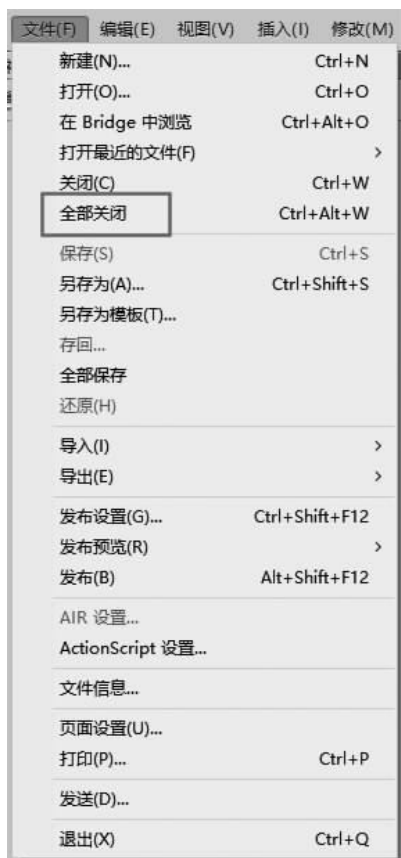 文件(F) 编辑(E) 视图(V) 插入(I) 修改(M)
新建(N)... Ctrl+N
打开(O)... Ctrl+O
在 Bridge 中浏览 Ctrl+Alt+O
打开最近的文件(F) >
关闭(C) Ctrl+W
全部关闭 Ctrl+Alt+W
保存(S) Ctrl+S
另存为(A)... Ctrl+Shift+S
另存为模板(T)...
存回...
全部保存
还原(H)
导入(I) >
导出(E) >
发布设置(G)... Ctrl+Shift+F12
发布预览(R) >
发布(B) Alt+Shift+F12
AIR 设置...
ActionScript 设置...
文件信息...
页面设置(U)...
打印(P)... Ctrl+P
发送(D)...
退出(X) Ctrl+Q